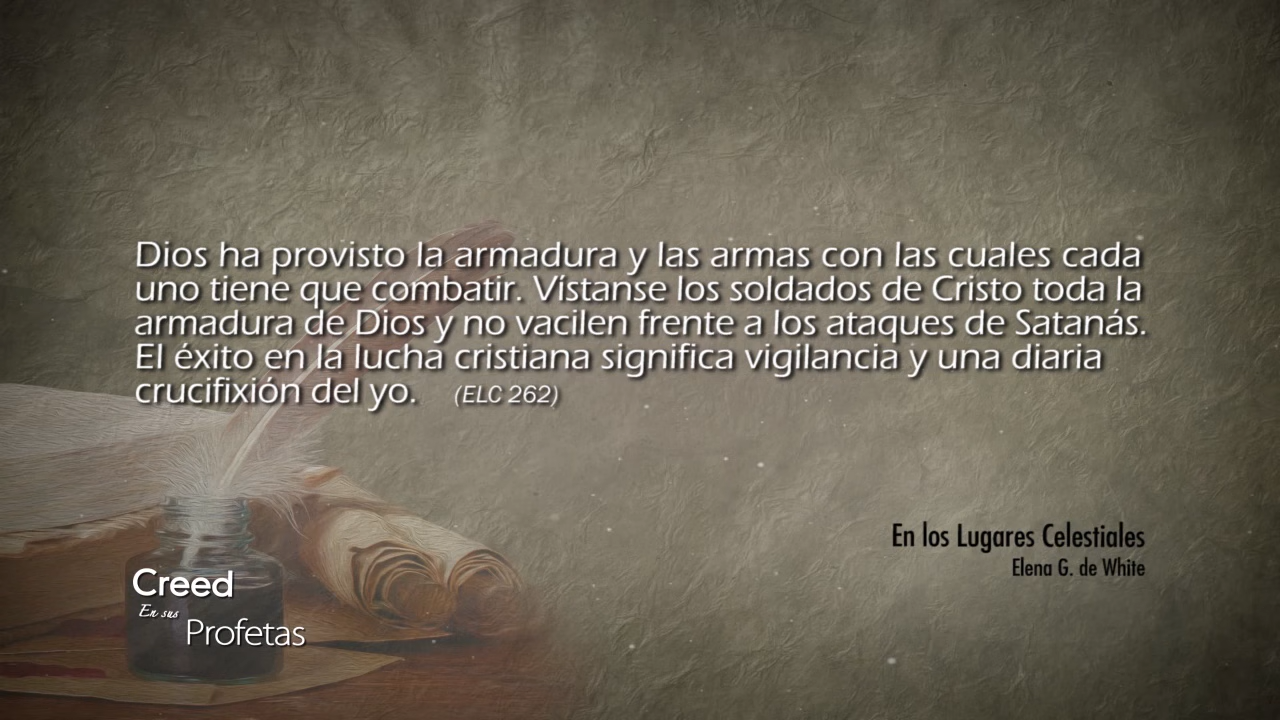 Dios ha provisto la armadura y las armas con las cuales cada
uno tiene que combatir. Vístanse los soldados de Cristo toda la
armadura de Dios y no vacilen frente a los ataques de Satanás.
El éxito en la lucha cristiana significa vigilancia y una diaria
crucifixión del yo. (ELC 262)
En los Lugares Celestiales
Elena G. de White
Creed
En sus
Profetas